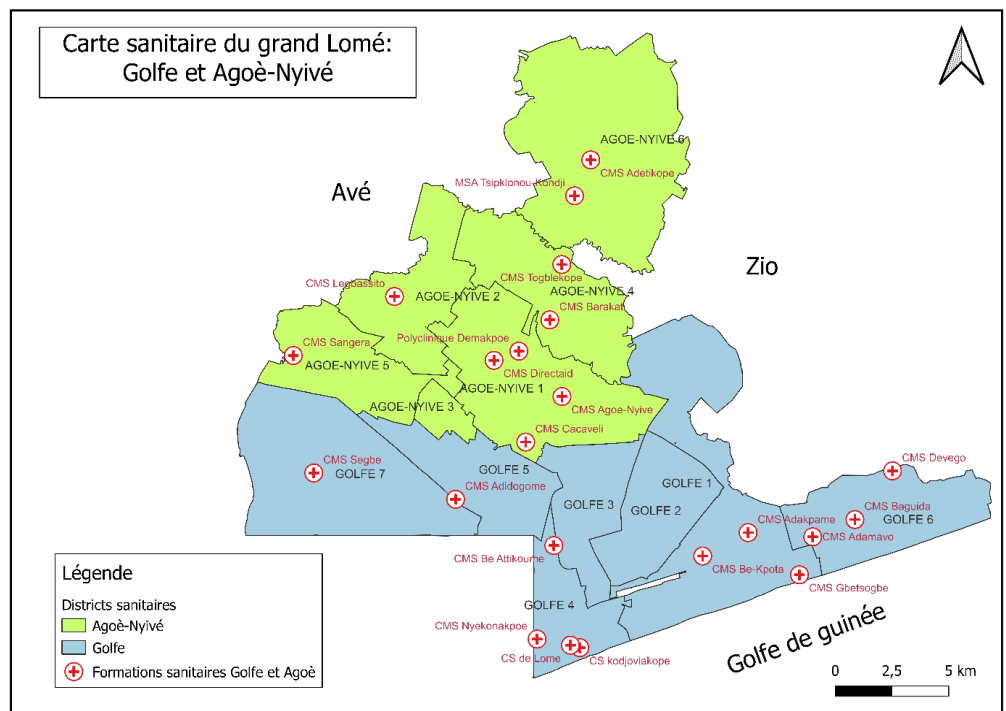 Carte sanitaire du grand Lomé:
Golfe et Agoè-Nyivé
AGOE-NYIVE 6
CMS Adetikope
MSA Tsipklonou-Kondji
Avé
Zio
CMS Togblekope
CMS Legbassito
AGOE-NYIVE 2
AGOE-NYIVE 4
CMS Barakat
CMS Sangera
Polyclinique Demakpoe
AGOE-NYIVE 5
CMS Directaid
AGOE-NYIVE 1
CMS Agoe-Nyive
AGOE-NYIVE 3
CMS Cacaveli
CMS Segbe
GOLFE 7
GOLFE 5
CMS Adidogome
GOLFE 1
CMS Devego
GOLFE 3
GOLFE 2
CMS Baguida
GOLFE 6
CMS Adakpame
CMS Adamavo
CMS Be Attikoume
CMS Be-Kpota
CMS Gbetsogbe
GOLFE 4
CMS Nyekonakpoe
CS de Lome
CS kodjoviakope
Golfe de guinée
Légende
Districts sanitaires
Agoè-Nyivé
Golfe
Formations sanitaires Golfe et Agoè
0 2,5 5 km